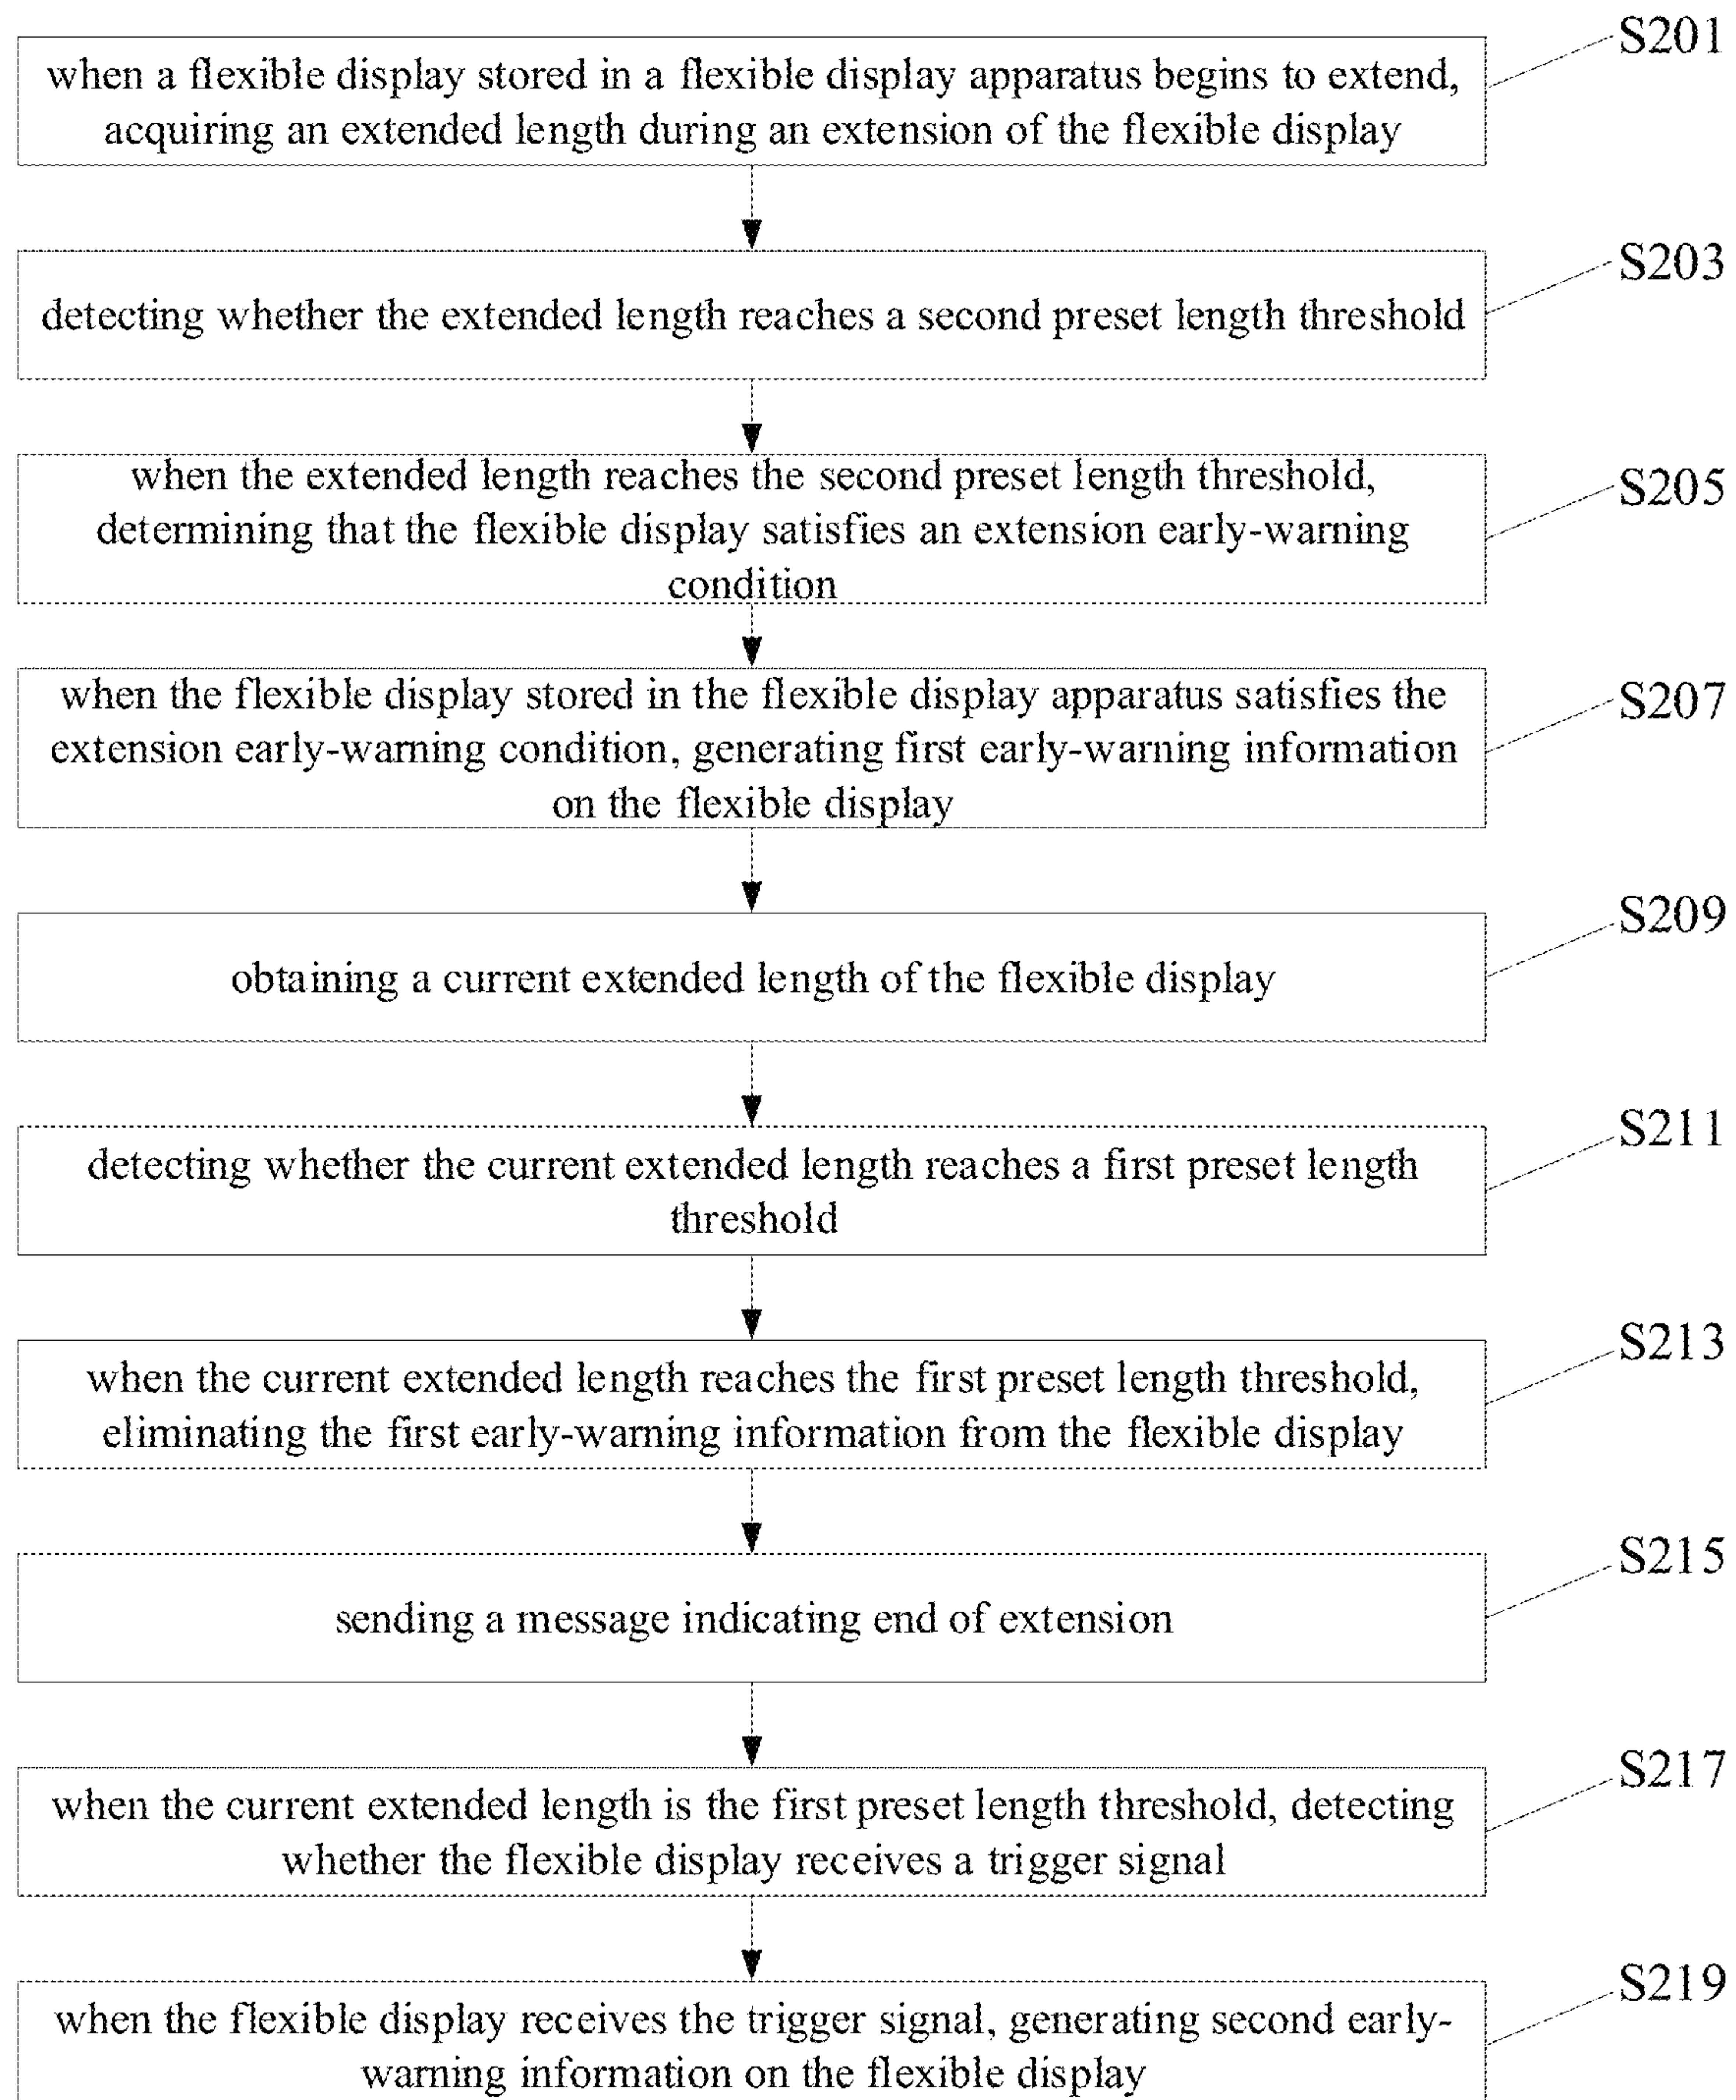 S201
when a flexible display stored in a flexible display apparatus begins to extend,
acquiring an extended length during an extension of the flexible display
S203
detecting whether the extended length reaches a second preset length threshold
S205
when the extended length reaches the second preset length threshold,
determining that the flexible display satisfies an extension early-warning
condition
S207
when the flexible display stored in the flexible display apparatus satisfies the
extension early-warning condition, generating first early-warning information
on the flexible display
S209
obtaining a current extended length of the flexible display
S211
detecting whether the current extended length reaches a first preset length
threshold
S213
when the current extended length reaches the first preset length threshold,
eliminating the first early-warning information from the flexible display
S215
sending a message indicating end of extension
S217
when the current extended length is the first preset length threshold, detecting
whether the flexible display receives a trigger signal
S219
when the flexible display receives the trigger signal, generating second early-
warning information on the flexible display